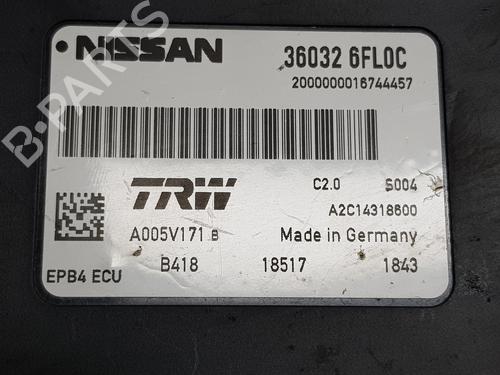 NISSAN 36032 6FL0C
2000000016744457
TRW C2.0 S004
A2C14318600
A005V171 B Made in Germany
B418 18517 1843
EPB4 ECU
B-PARTS